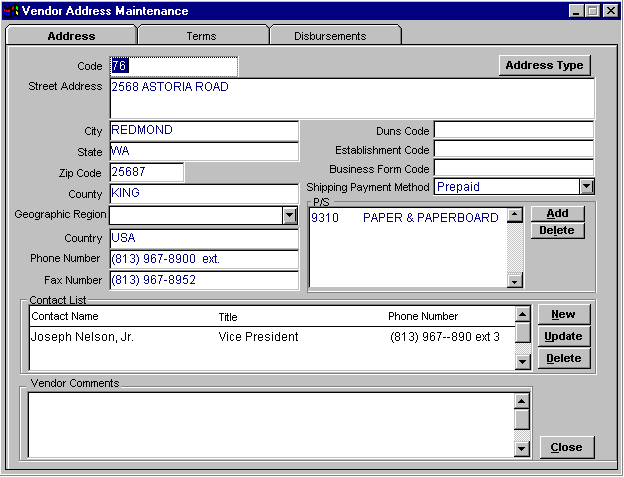 Vendor Address Maintenance
Address Terms Disbursements
Code 76 Address Type
Street Address 2568 ASTORIA ROAD
City REDMOND Duns Code
State WA Establishment Code
Zip Code 25687 Business Form Code
County KING Shipping Payment Method Prepaid
Geographic Region P/S
9310 PAPER & PAPERBOARD Add
Country USA Delete
Phone Number (813) 967-8900 ext.
Fax Number (813) 967-8952
Contact List
Contact Name Title Phone Number New
Joseph Nelson, Jr. Vice President (813) 967--890 ext 3 Update
Delete
Vendor Comments
Close